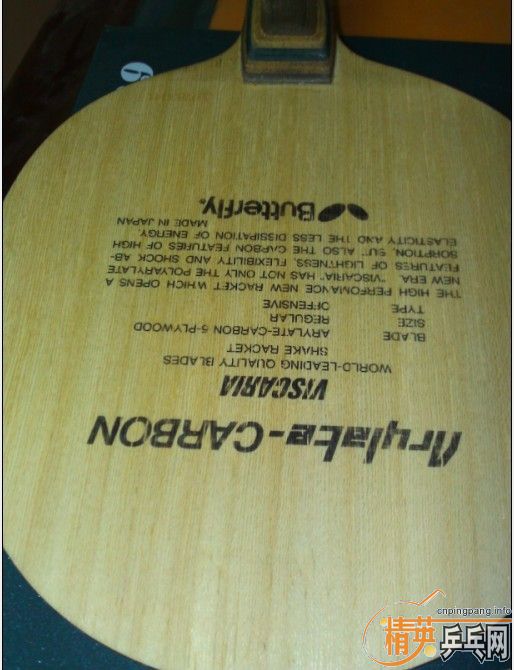 Arylate-CARBON
VISCARIA
WORLD-LEADING QUALITY BLADES
SHAKE RACKET
BLADE ARYLATE-CARBON 5-PLYWOOD
SIZE REGULAR
TYPE OFFENSIVE
THE HIGH PERFOMANCE NEW RACKET WHICH OPENS A
NEW ERA. "VISCARIA" HAS NOT ONLY THE POLYARYLATE
FEATURES OF LIGHTNESS, FLEXIBILITY AND SHOCK AB-
SORPTION, BUT ALSO THE CARBON FEATURES OF HIGH
ELASTICITY AND THE LESS DISSIPATION OF ENERGY.
MADE IN JAPAN
Butterfly.
cnpingpang.info
精英乒乓网